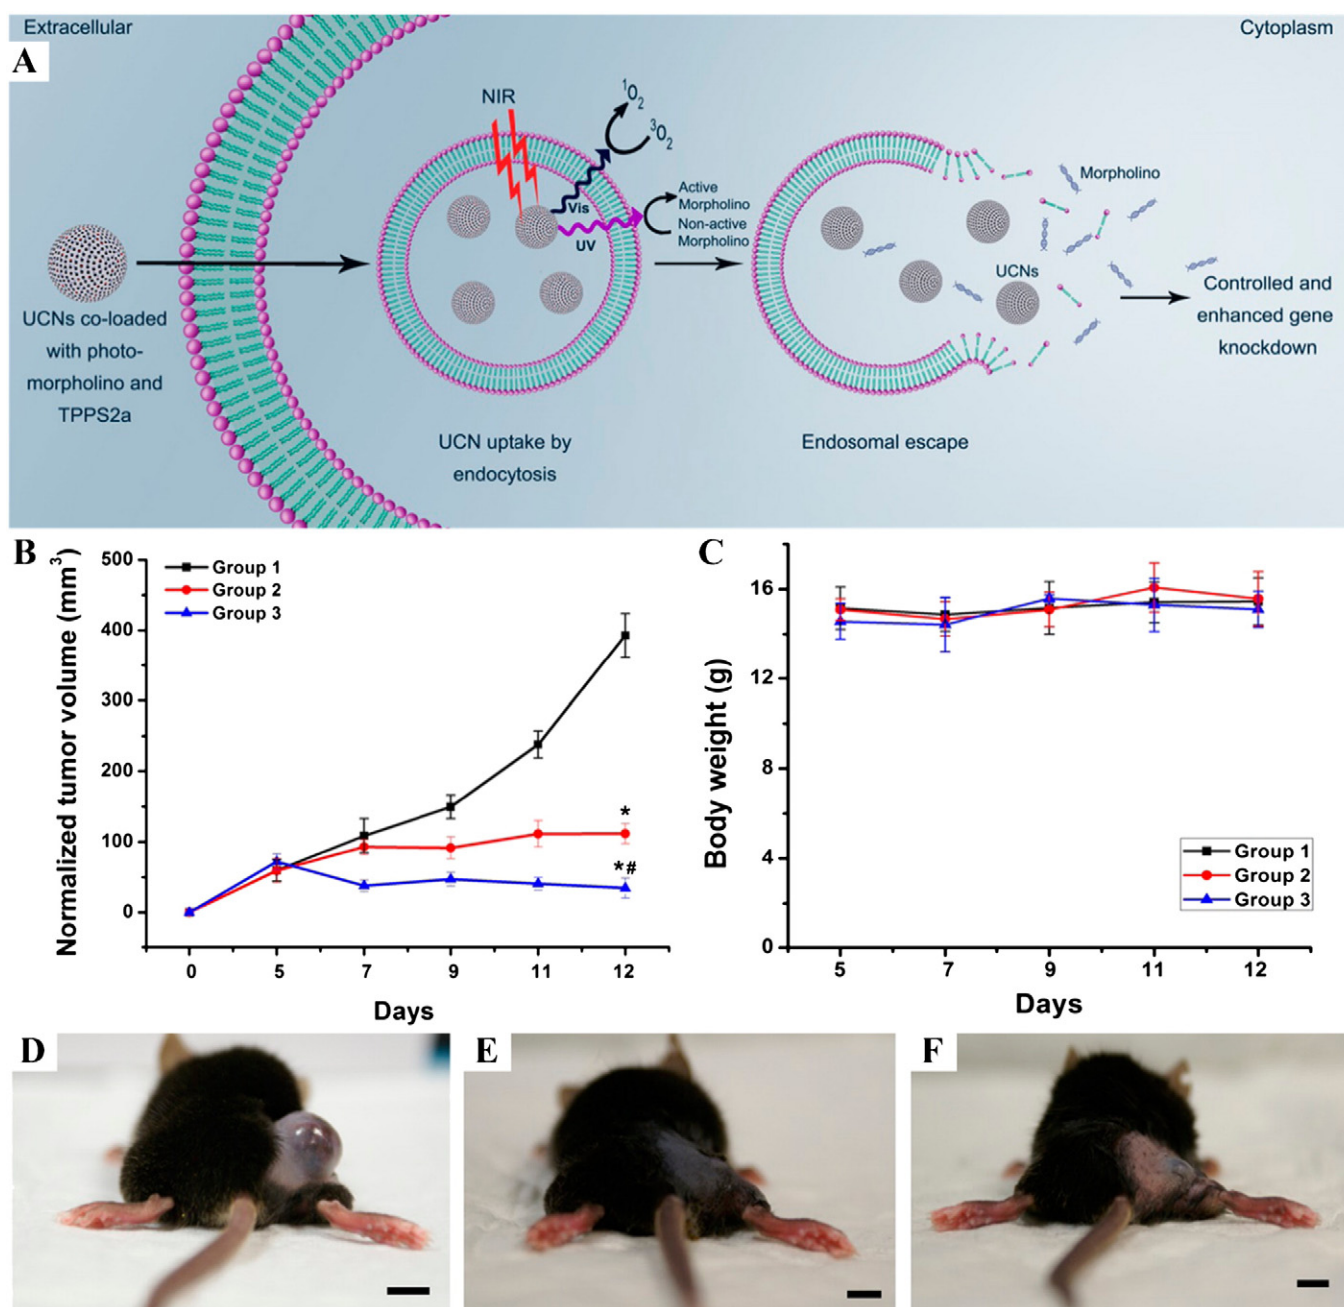 Extracellular
Cytoplasm
A
NIR
¹O₂
³O₂
Vis
UV
Active
Morpholino
Non-active
Morpholino
Morpholino
UCNs
UCNs co-loaded
with photo-
morpholino and
TPPS2a
UCN uptake by
endocytosis
Endosomal escape
Controlled and
enhanced gene
knockdown
B
Normalized tumor volume (mm³)
500
400
300
200
100
0
Group 1
Group 2
Group 3
*
*#
0 5 7 9 11 12
Days
C
Body weight (g)
16
12
8
4
0
Group 1
Group 2
Group 3
5 7 9 11 12
Days
D
E
F